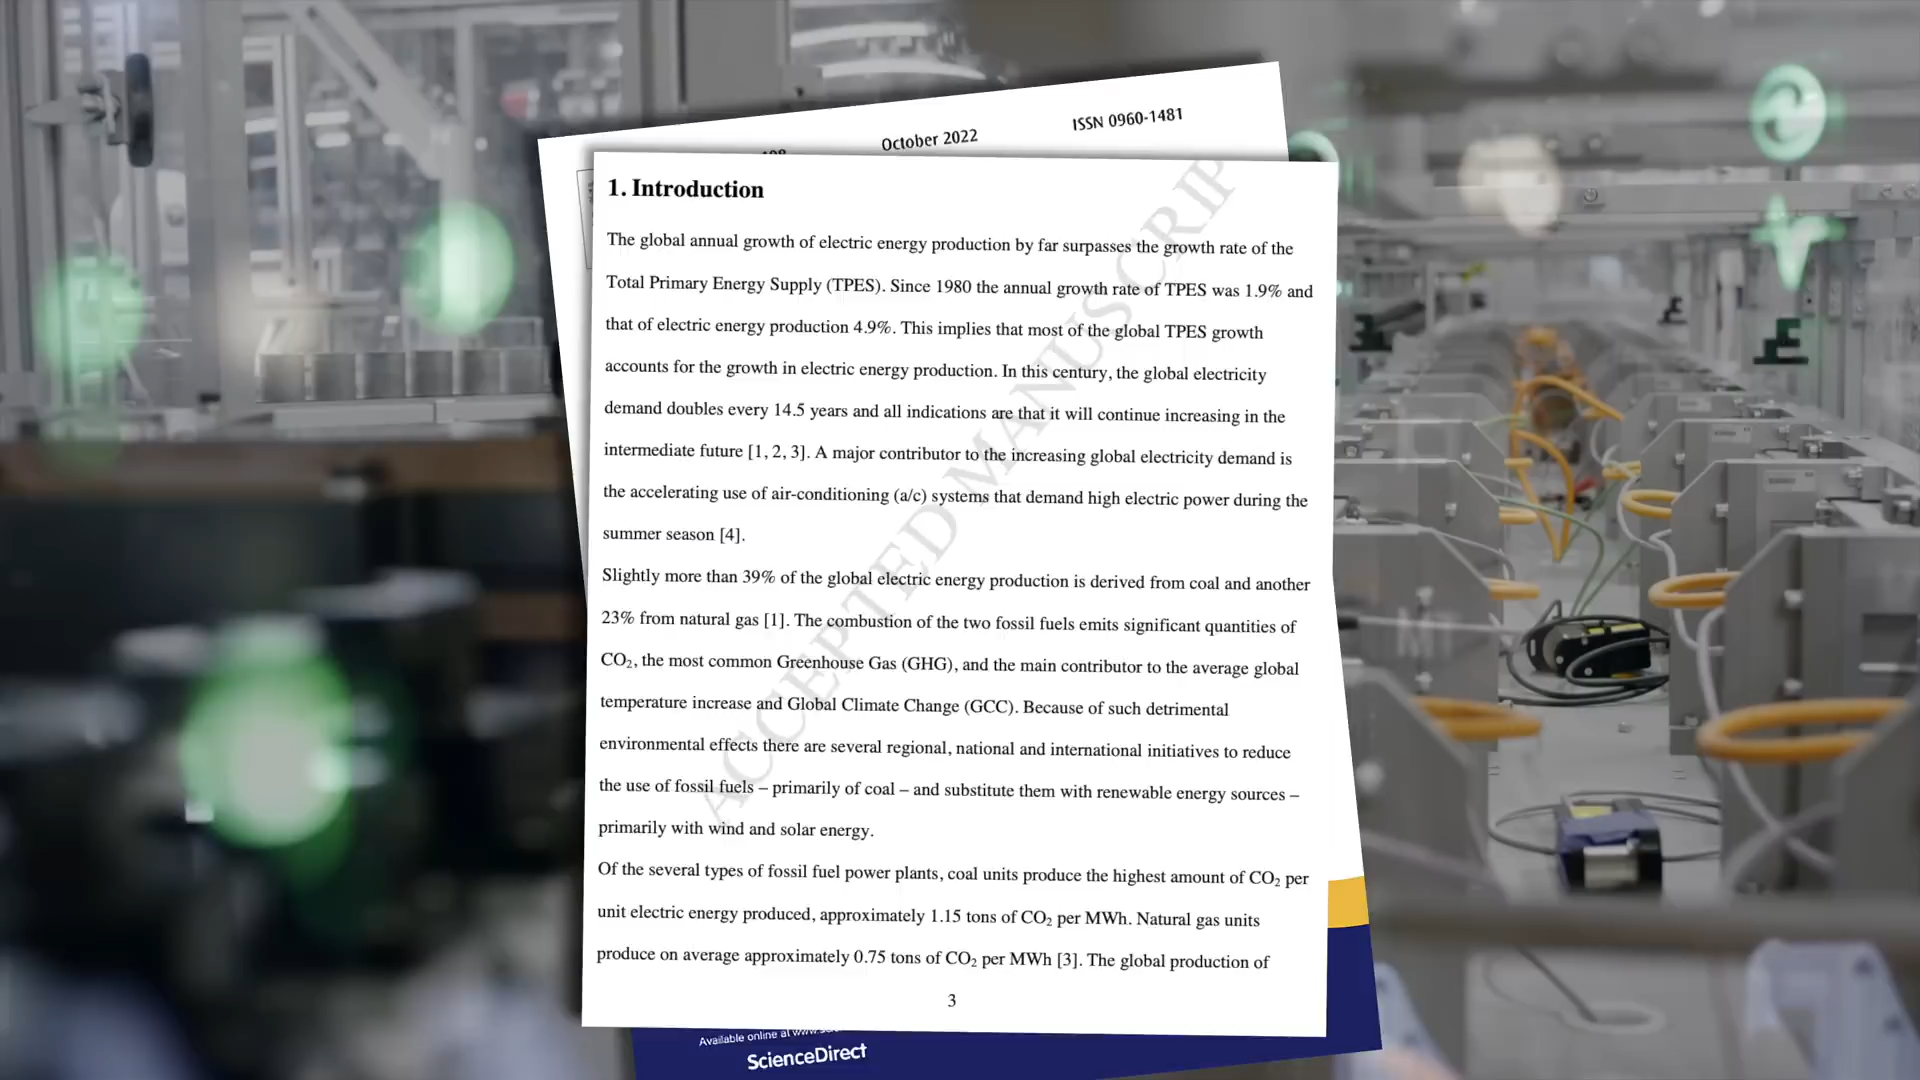 October 2022
ISSN 0960-1481
1. Introduction
The global annual growth of electric energy production by far surpasses the growth rate of the
Total Primary Energy Supply (TPES). Since 1980 the annual growth rate of TPES was 1.9% and
that of electric energy production 4.9%. This implies that most of the global TPES growth
accounts for the growth in electric energy production. In this century, the global electricity
demand doubles every 14.5 years and all indications are that it will continue increasing in the
intermediate future [1, 2, 3]. A major contributor to the increasing global electricity demand is
the accelerating use of air-conditioning (a/c) systems that demand high electric power during the
summer season [4].
Slightly more than 39% of the global electric energy production is derived from coal and another
23% from natural gas [1]. The combustion of the two fossil fuels emits significant quantities of
CO₂, the most common Greenhouse Gas (GHG), and the main contributor to the average global
temperature increase and Global Climate Change (GCC). Because of such detrimental
environmental effects there are several regional, national and international initiatives to reduce
the use of fossil fuels – primarily of coal – and substitute them with renewable energy sources –
primarily with wind and solar energy.
Of the several types of fossil fuel power plants, coal units produce the highest amount of CO₂ per
unit electric energy produced, approximately 1.15 tons of CO₂ per MWh. Natural gas units
produce on average approximately 0.75 tons of CO₂ per MWh [3]. The global production of
3
ACCEPTED MANUSCRIP
Available online at
ScienceDirect